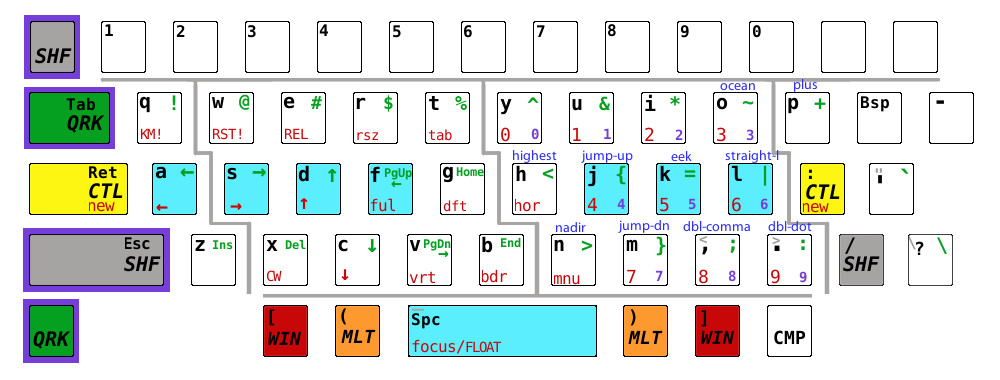 SHF 1 2 3 4 5 6 7 8 9 0
ocean plus
Tab QRK q ! w @ e # r $ t % y ^ u & i * o ~ p + Bsp -
KM! RST! REL rsz tab 0 0 1 1 2 2 3 3
highest jump-up eek straight-l
Ret CTL new a ← s → d ↑ f PgUp ← g Home h < j { k = l | : CTL new " `
← → ↑ ful dft hor 4 4 5 5 6 6
nadir jump-dn dbl-comma dbl-dot
Esc SHF z Ins x Del c ↓ v PgDn → b End n > m } < , ; > . : / SHF \ ? \
CW ↓ vrt bdr mnu 7 7 8 8 9 9
QRK [ WIN ( MLT Spc ) MLT ] WIN CMP
focus/FLOAT